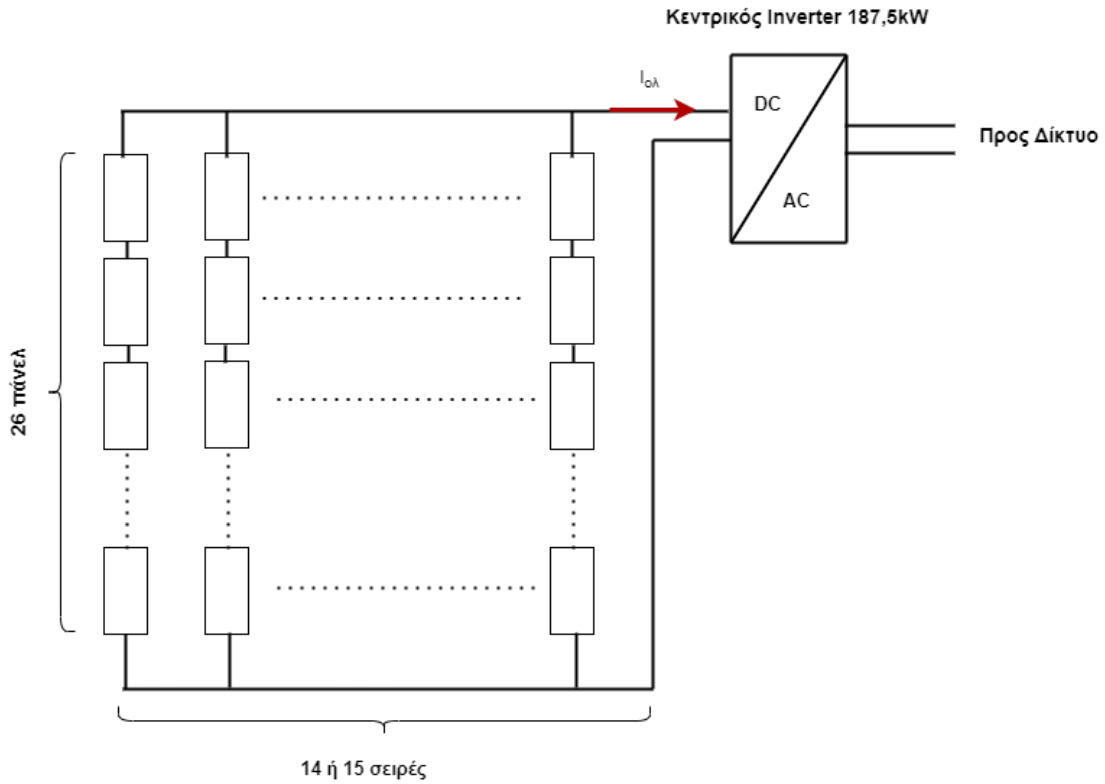 Κεντρικός Inverter 187,5kW
Iολ
DC
AC
Προς Δίκτυο
26 πάνελ
14 ή 15 σειρές